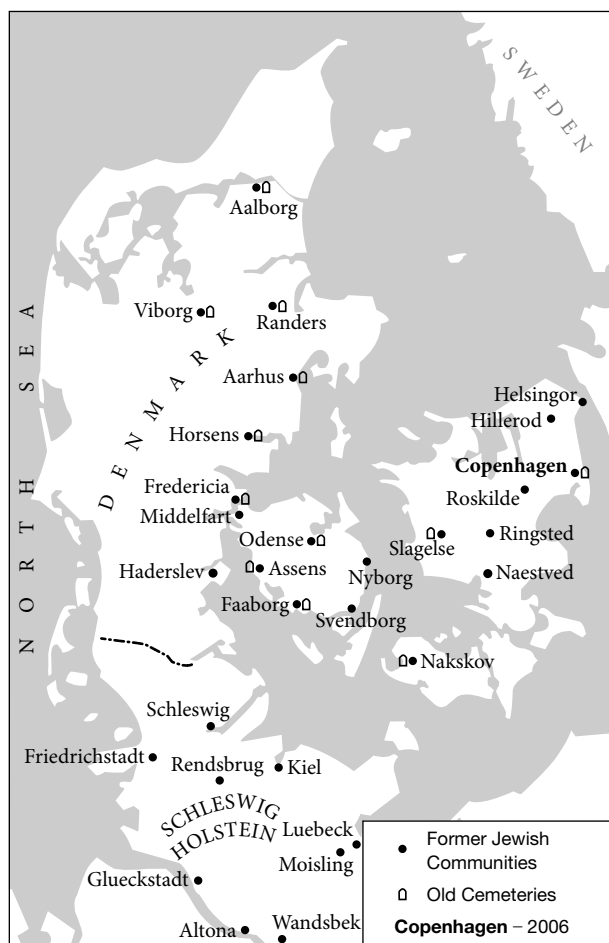 SWEDEN
Aalborg
Viborg
Randers
NORTH SEA
DENMARK
Aarhus
Helsingor
Hillerod
Horsens
Copenhagen
Fredericia
Roskilde
Middelfart
Odense
Slagelse
Ringsted
Haderslev
Assens
Nyborg
Naestved
Faaborg
Svendborg
Nakskov
Schleswig
Friedrichstadt
Rendsbrug
Kiel
SCHLESWIG
HOLSTEIN
Luebeck
Moisling
Glueckstadt
Altona
Wandsbek
Former Jewish
Communities
Old Cemeteries
Copenhagen – 2006